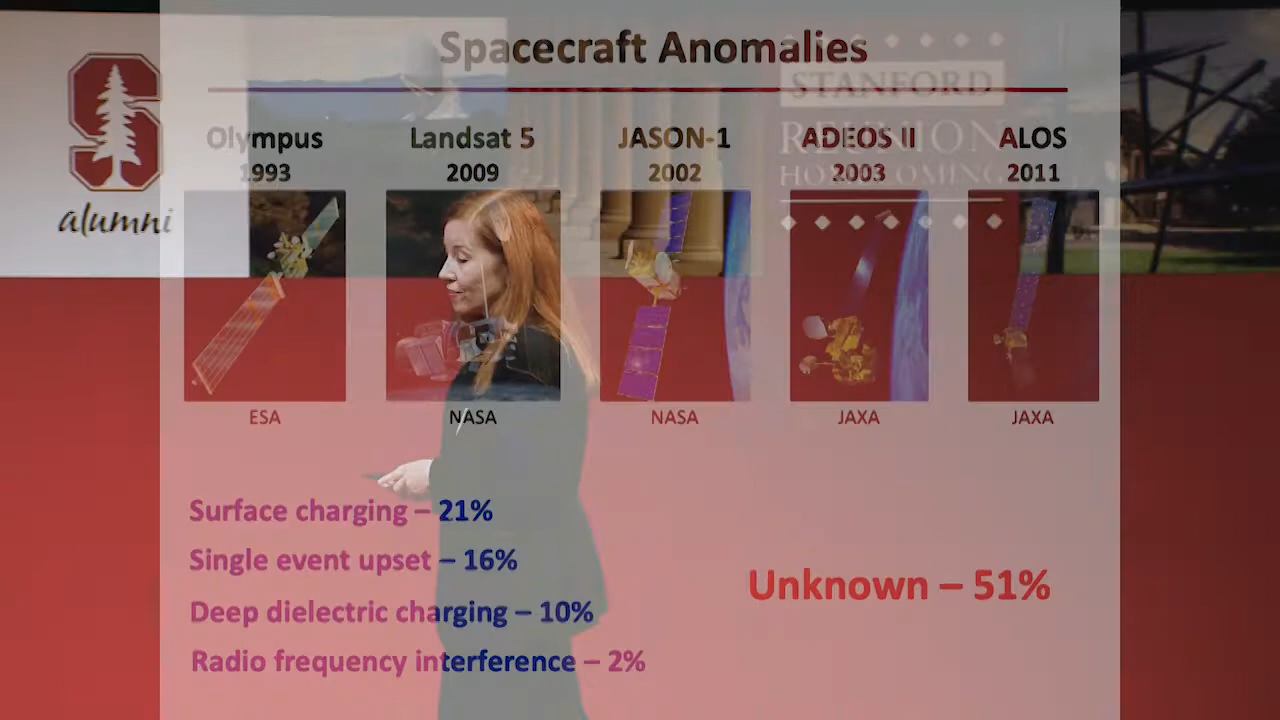 Spacecraft Anomalies
STANFORD
REUNION
HOMECOMING
alumni
Olympus
1993
Landsat 5
2009
JASON-1
2002
ADEOS II
2003
ALOS
2011
ESA
NASA
NASA
JAXA
JAXA
Surface charging – 21%
Single event upset – 16%
Deep dielectric charging – 10%
Radio frequency interference – 2%
Unknown – 51%